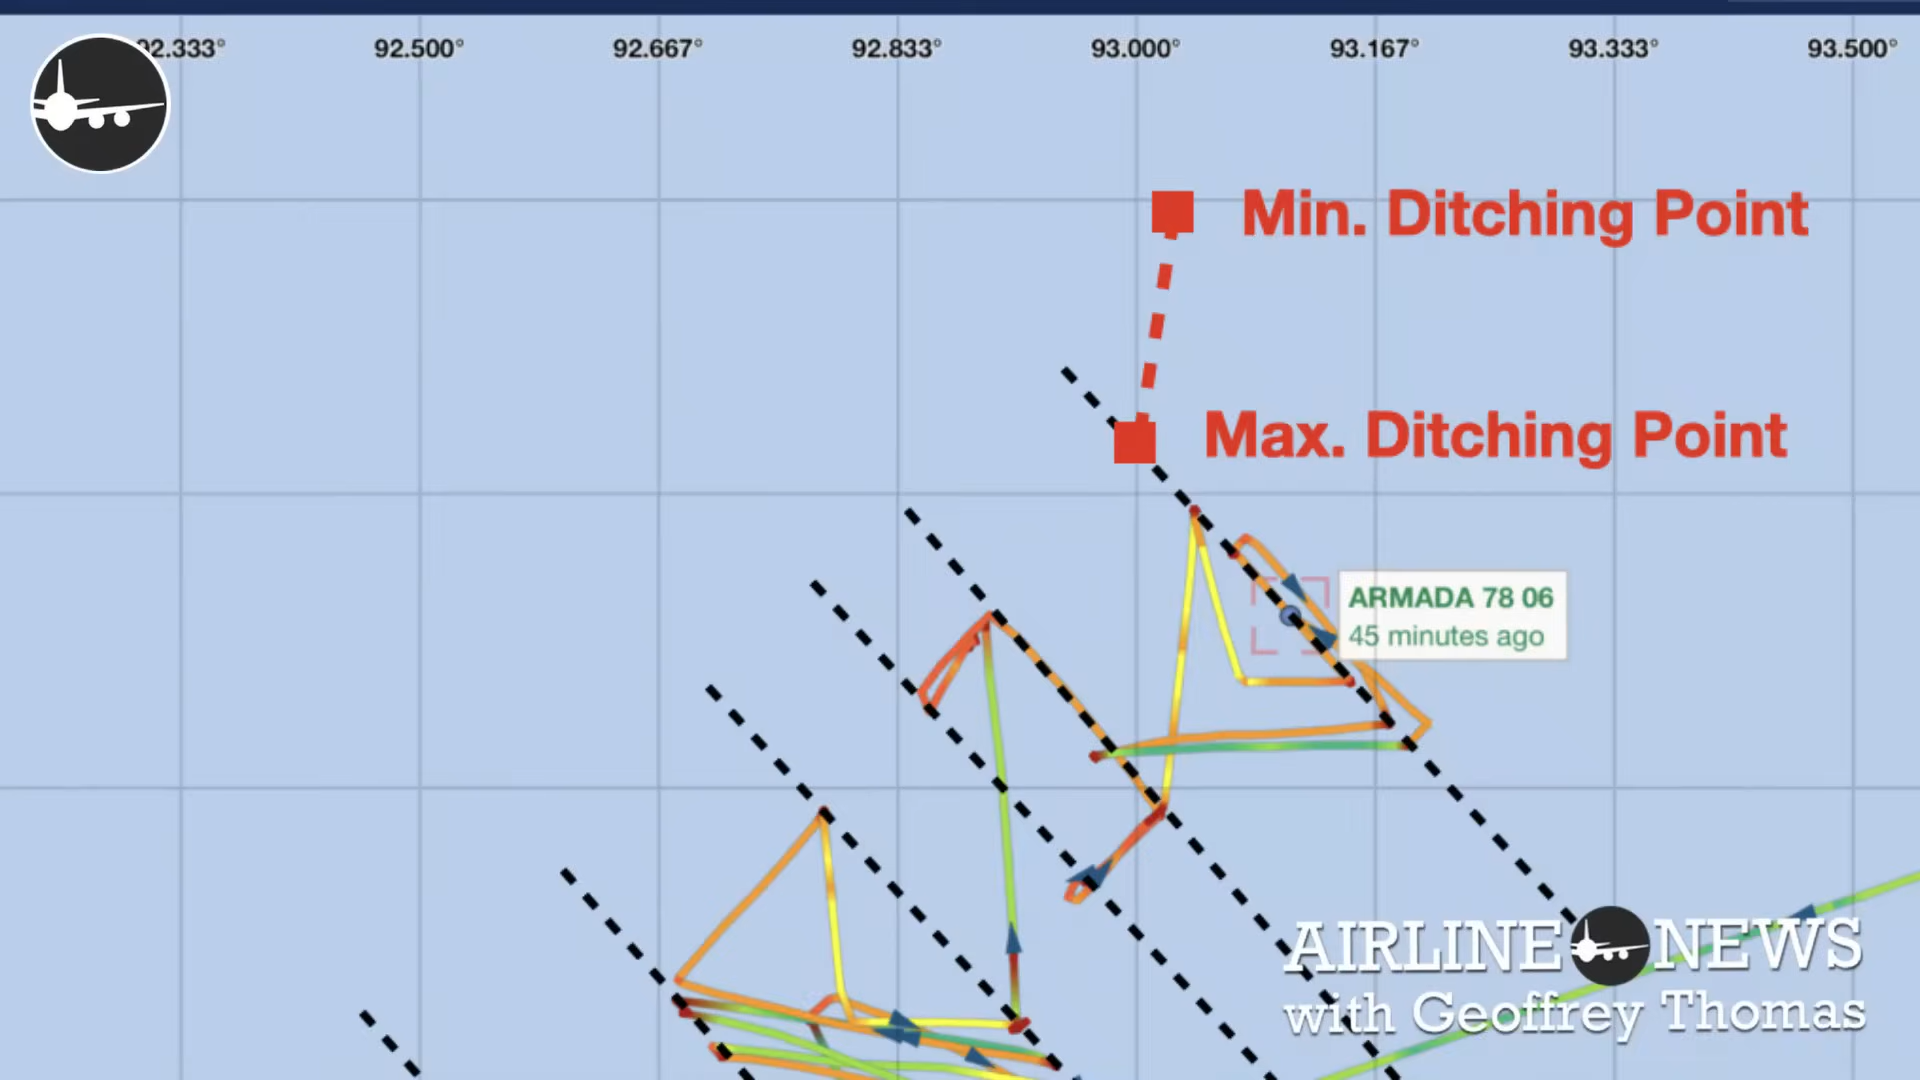 92.333° 92.500° 92.667° 92.833° 93.000° 93.167° 93.333° 93.500°
Min. Ditching Point
Max. Ditching Point
ARMADA 78 06
45 minutes ago
AIRLINE NEWS
with Geoffrey Thomas